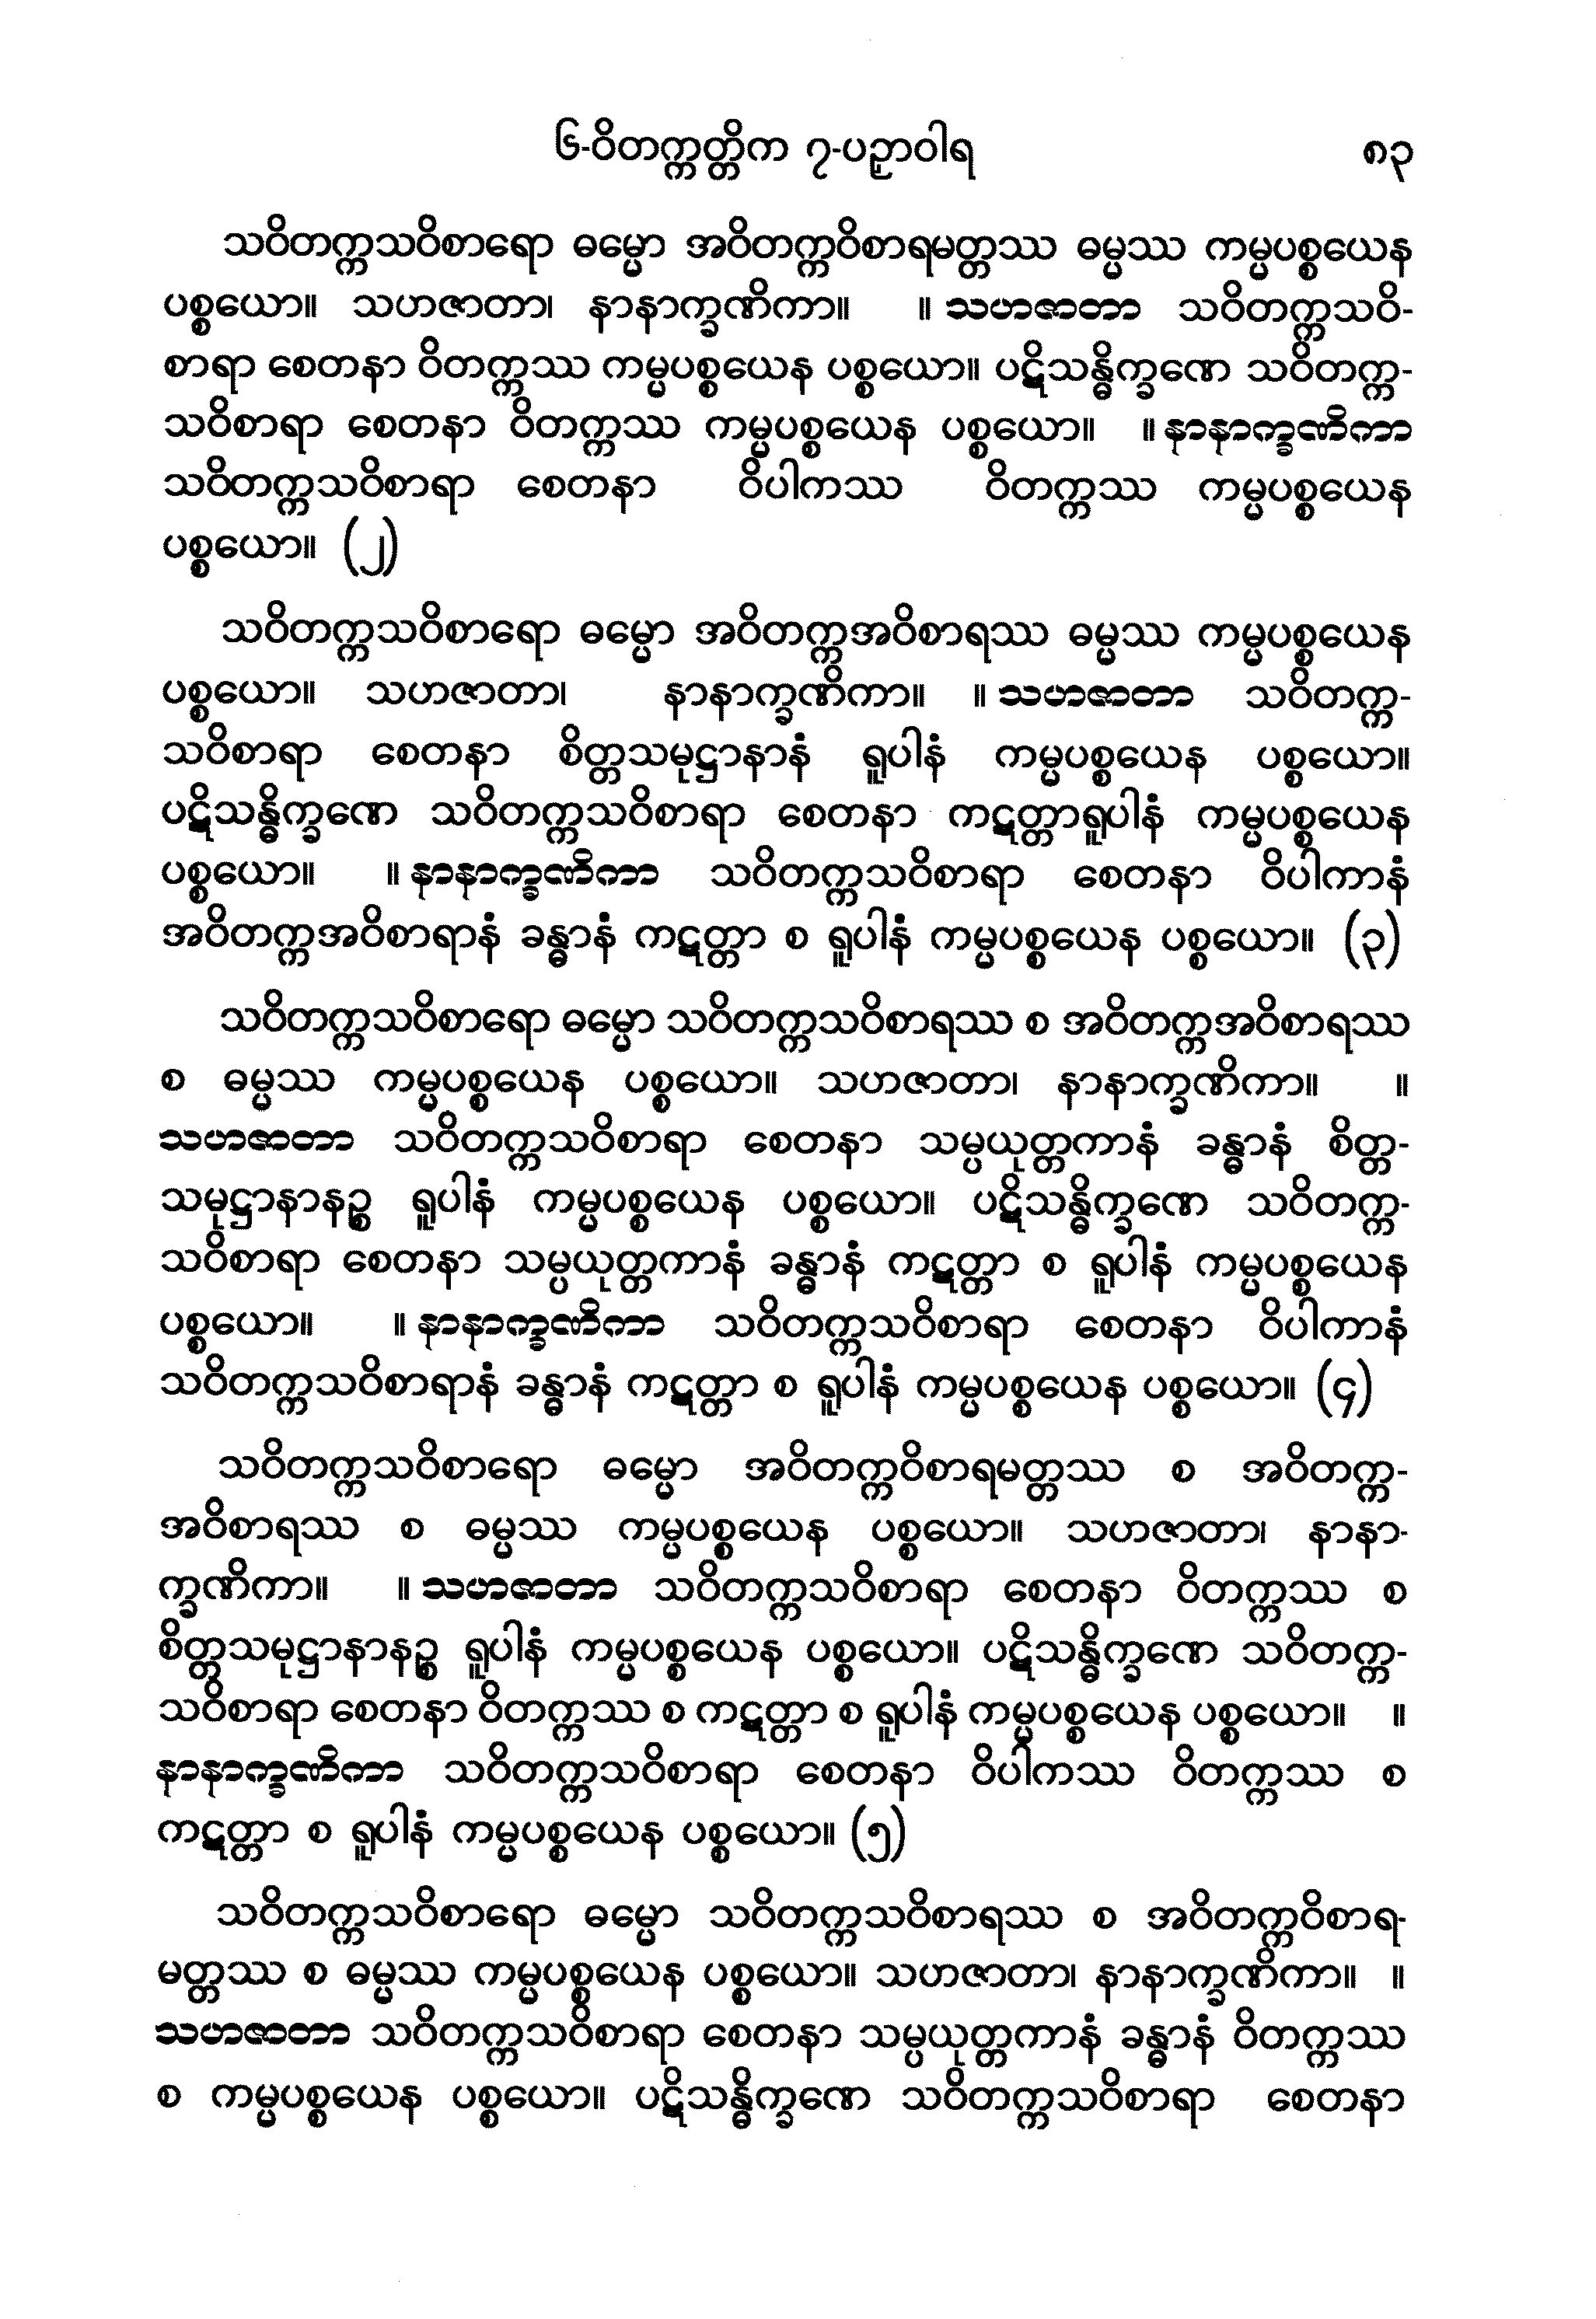 ၆-ဝိတက္ကတ္တိက ၇-ပဉှာဝါရ ၈၃
သဝိတက္ကသဝိစာရော ဓမ္မော အဝိတက္ကဝိစာရမတ္တဿ ဓမ္မဿ ကမ္မပစ္စယေန
ပစ္စယော။ သဟဇာတာ၊ နာနာက္ခဏိကာ။ ။ သဟဇာတာ သဝိတက္ကသဝိ-
စာရာ စေတနာ ဝိတက္ကဿ ကမ္မပစ္စယေန ပစ္စယော။ ပဋိသန္ဓိက္ခဏေ သဝိတက္က-
သဝိစာရာ စေတနာ ဝိတက္ကဿ ကမ္မပစ္စယေန ပစ္စယော။ ။ နာနာက္ခဏိကာ
သဝိတက္ကသဝိစာရာ စေတနာ ဝိပါကဿ ဝိတက္ကဿ ကမ္မပစ္စယေန
ပစ္စယော။ (၂)
သဝိတက္ကသဝိစာရော ဓမ္မော အဝိတက္ကအဝိစာရဿ ဓမ္မဿ ကမ္မပစ္စယေန
ပစ္စယော။ သဟဇာတာ၊ နာနာက္ခဏိကာ။ ။ သဟဇာတာ သဝိတက္က-
သဝိစာရာ စေတနာ စိတ္တသမုဋ္ဌာနာနံ ရူပါနံ ကမ္မပစ္စယေန ပစ္စယော။
ပဋိသန္ဓိက္ခဏေ သဝိတက္ကသဝိစာရာ စေတနာ ကဋတ္တာရူပါနံ ကမ္မပစ္စယေန
ပစ္စယော။ ။ နာနာက္ခဏိကာ သဝိတက္ကသဝိစာရာ စေတနာ ဝိပါကာနံ
အဝိတက္ကအဝိစာရာနံ ခန္ဓာနံ ကဋတ္တာ စ ရူပါနံ ကမ္မပစ္စယေန ပစ္စယော။ (၃)
သဝိတက္ကသဝိစာရော ဓမ္မော သဝိတက္ကသဝိစာရဿ စ အဝိတက္ကအဝိစာရဿ
စ ဓမ္မဿ ကမ္မပစ္စယေန ပစ္စယော။ သဟဇာတာ၊ နာနာက္ခဏိကာ။ ။
သဟဇာတာ သဝိတက္ကသဝိစာရာ စေတနာ သမ္ပယုတ္တကာနံ ခန္ဓာနံ စိတ္တ-
သမုဋ္ဌာနာနဉ္စ ရူပါနံ ကမ္မပစ္စယေန ပစ္စယော။ ပဋိသန္ဓိက္ခဏေ သဝိတက္က-
သဝိစာရာ စေတနာ သမ္ပယုတ္တကာနံ ခန္ဓာနံ ကဋတ္တာ စ ရူပါနံ ကမ္မပစ္စယေန
ပစ္စယော။ ။ နာနာက္ခဏိကာ သဝိတက္ကသဝိစာရာ စေတနာ ဝိပါကာနံ
သဝိတက္ကသဝိစာရာနံ ခန္ဓာနံ ကဋတ္တာ စ ရူပါနံ ကမ္မပစ္စယေန ပစ္စယော။ (၄)
သဝိတက္ကသဝိစာရော ဓမ္မော အဝိတက္ကဝိစာရမတ္တဿ စ အဝိတက္က-
အဝိစာရဿ စ ဓမ္မဿ ကမ္မပစ္စယေန ပစ္စယော။ သဟဇာတာ၊ နာနာ-
က္ခဏိကာ။ ။ သဟဇာတာ သဝိတက္ကသဝိစာရာ စေတနာ ဝိတက္ကဿ စ
စိတ္တသမုဋ္ဌာနာနဉ္စ ရူပါနံ ကမ္မပစ္စယေန ပစ္စယော။ ပဋိသန္ဓိက္ခဏေ သဝိတက္က-
သဝိစာရာ စေတနာ ဝိတက္ကဿ စ ကဋတ္တာ စ ရူပါနံ ကမ္မပစ္စယေန ပစ္စယော။ ။
နာနာက္ခဏိကာ သဝိတက္ကသဝိစာရာ စေတနာ ဝိပါကဿ ဝိတက္ကဿ စ
ကဋတ္တာ စ ရူပါနံ ကမ္မပစ္စယေန ပစ္စယော။ (၅)
သဝိတက္ကသဝိစာရော ဓမ္မော သဝိတက္ကသဝိစာရဿ စ အဝိတက္ကဝိစာရ-
မတ္တဿ စ ဓမ္မဿ ကမ္မပစ္စယေန ပစ္စယော။ သဟဇာတာ၊ နာနာက္ခဏိကာ။ ။
သဟဇာတာ သဝိတက္ကသဝိစာရာ စေတနာ သမ္ပယုတ္တကာနံ ခန္ဓာနံ ဝိတက္ကဿ
စ ကမ္မပစ္စယေန ပစ္စယော။ ပဋိသန္ဓိက္ခဏေ သဝိတက္ကသဝိစာရာ စေတနာ